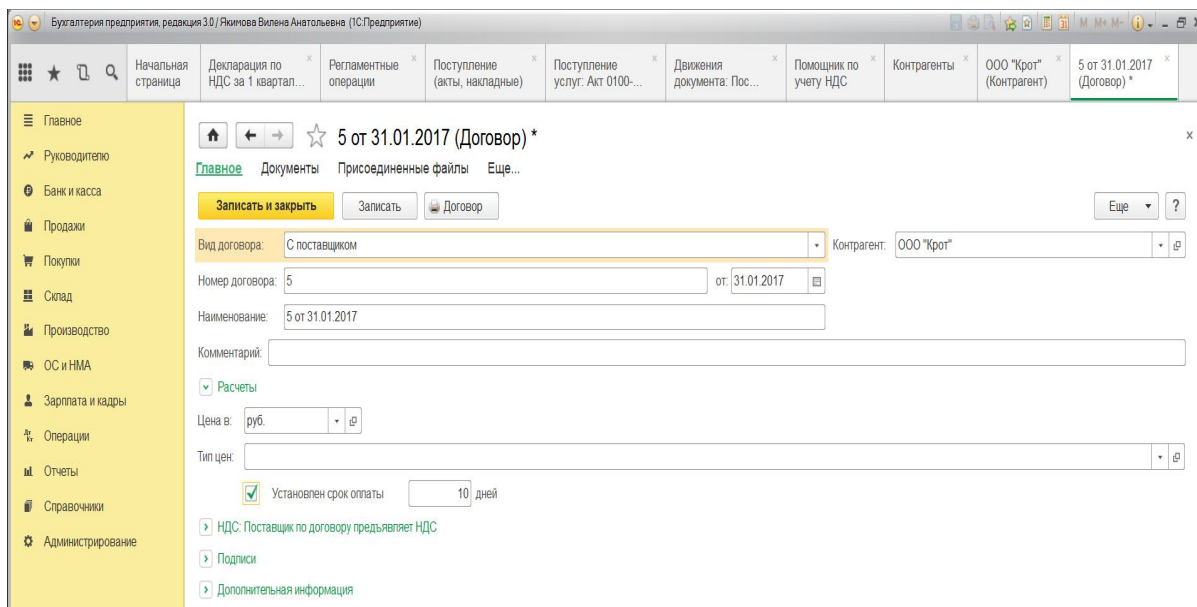 Бухгалтерия предприятия, редакция 3.0 / Якимова Вилена Анатольевна (1С:Предприятие)
M M+ M-
Начальная страница
Декларация по НДС за 1 квартал...
Регламентные операции
Поступление (акты, накладные)
Поступление услуг: Акт 0100-...
Движения документа: Пос...
Помощник по учету НДС
Контрагенты
ООО "Крот" (Контрагент)
5 от 31.01.2017 (Договор) *
Главное
Руководителю
Банк и касса
Продажи
Покупки
Склад
Производство
ОС и НМА
Зарплата и кадры
Операции
Отчеты
Справочники
Администрирование
5 от 31.01.2017 (Договор) *
Главное Документы Присоединенные файлы Еще...
Записать и закрыть Записать Договор Еще ?
Вид договора: С поставщиком Контрагент: ООО "Крот"
Номер договора: 5 от: 31.01.2017
Наименование: 5 от 31.01.2017
Комментарий:
Расчеты
Цена в: руб.
Тип цен:
Установлен срок оплаты 10 дней
НДС: Поставщик по договору предъявляет НДС
Подписи
Дополнительная информация